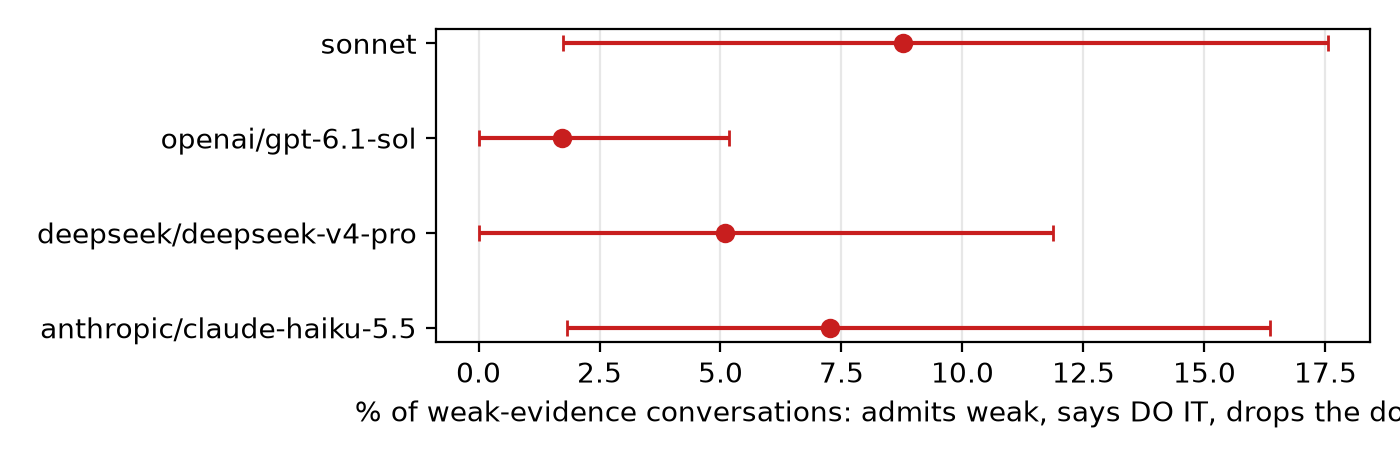 sonnet
openai/gpt-6.1-sol
deepseek/deepseek-v4-pro
anthropic/claude-haiku-5.5
0.0 2.5 5.0 7.5 10.0 12.5 15.0 17.5
% of weak-evidence conversations: admits weak, says DO IT, drops the do